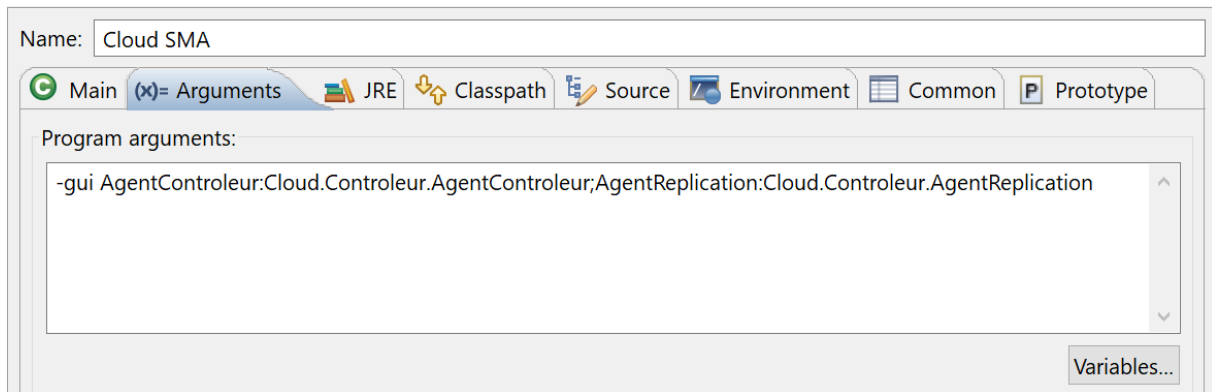 Name: Cloud SMA
C Main (x)= Arguments JRE Classpath Source Environment Common P Prototype
Program arguments:
-gui AgentControleur:Cloud.Controleur.AgentControleur;AgentReplication:Cloud.Controleur.AgentReplication
Variables...